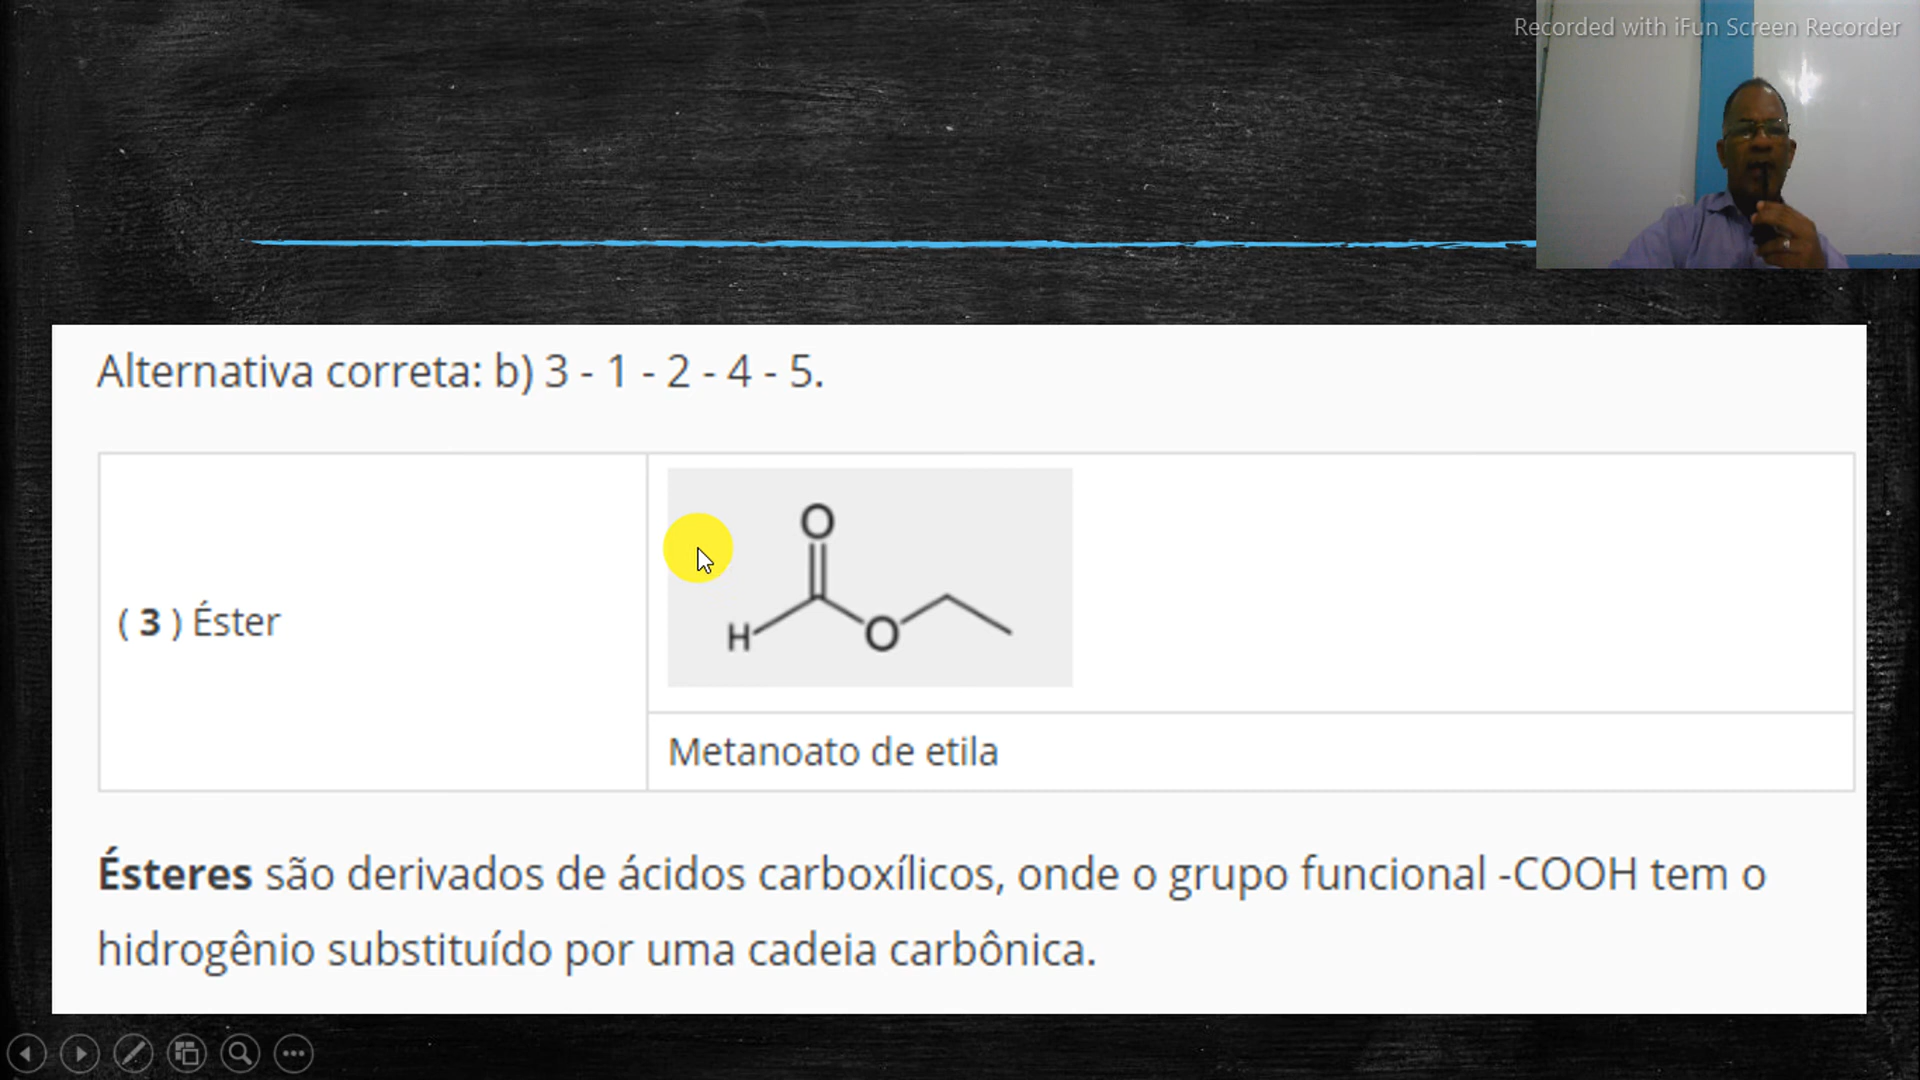 Recorded with iFun Screen Recorder
Alternativa correta: b) 3 - 1 - 2 - 4 - 5.
( 3 ) Éster
O
H
O
Metanoato de etila
Ésteres são derivados de ácidos carboxílicos, onde o grupo funcional -COOH tem o
hidrogênio substituído por uma cadeia carbônica.